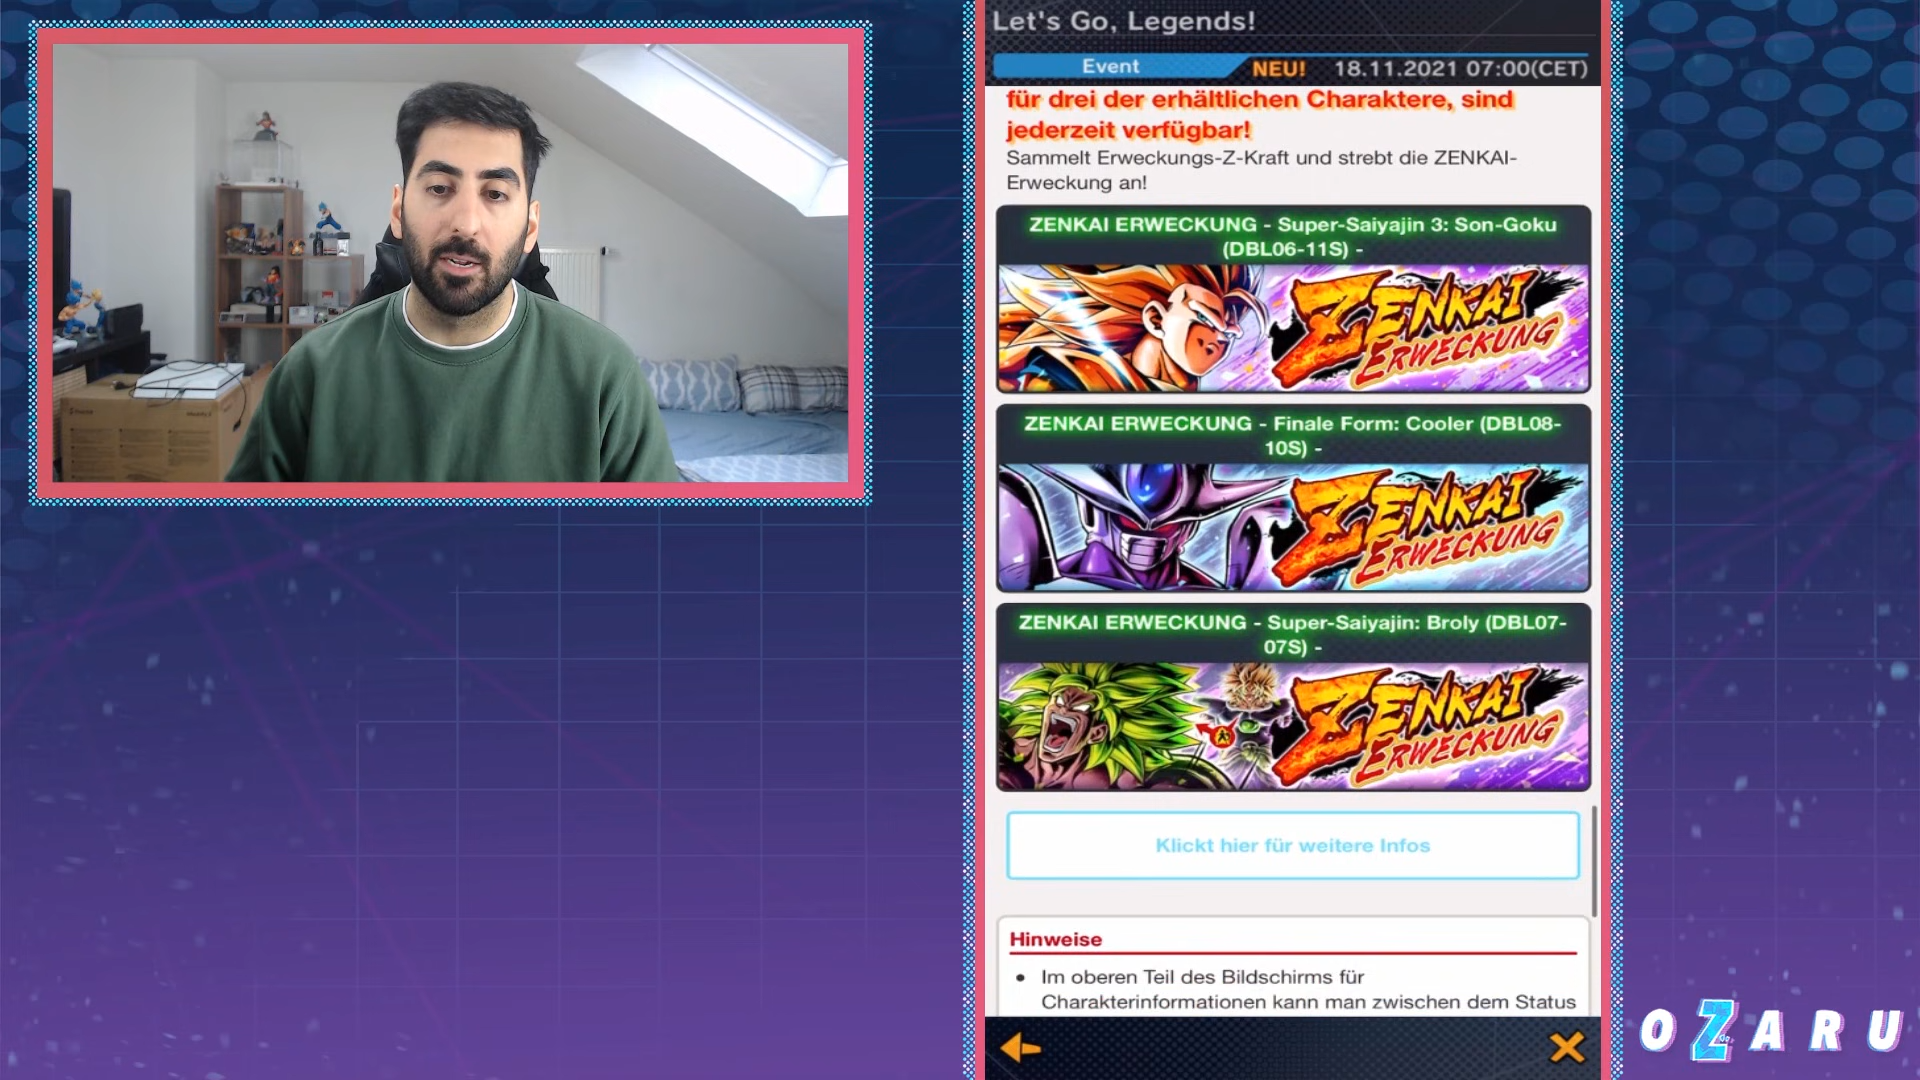 Let's Go, Legends!
Event NEU! 18.11.2021 07:00(CET)
für drei der erhältlichen Charaktere, sind
jederzeit verfügbar!
Sammelt Erweckungs-Z-Kraft und strebt die ZENKAI-
Erweckung an!
ZENKAI ERWECKUNG - Super-Saiyajin 3: Son-Goku
(DBL06-11S) -
ZENKAI
ERWECKUNG
ZENKAI ERWECKUNG - Finale Form: Cooler (DBL08-
10S) -
ZENKAI
ERWECKUNG
ZENKAI ERWECKUNG - Super-Saiyajin: Broly (DBL07-
07S) -
ZENKAI
ERWECKUNG
Klickt hier für weitere Infos
Hinweise
• Im oberen Teil des Bildschirms für
Charakterinformationen kann man zwischen dem Status
OZARU